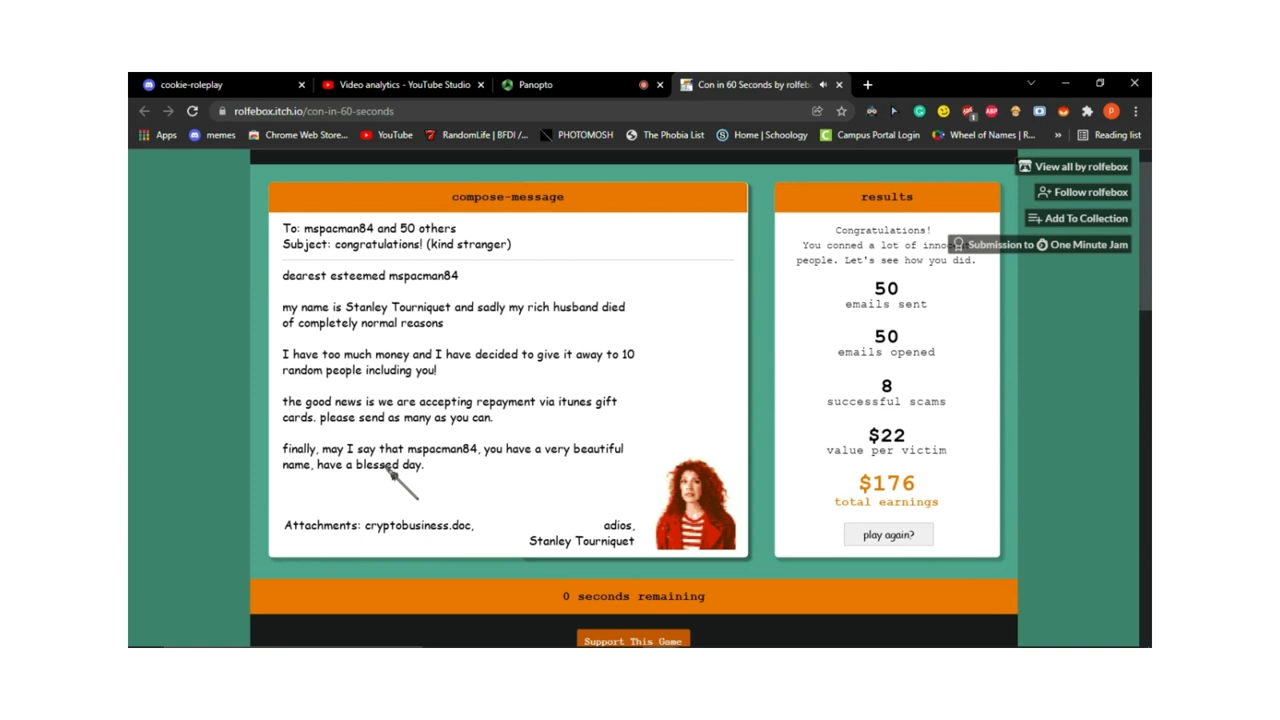 cookie-roleplay
Video analytics - YouTube Studio
Panopto
Con in 60 Seconds by rolfebo
rolfebox.itch.io/con-in-60-seconds
Apps
memes
Chrome Web Store...
YouTube
RandomLife | BFDI /...
PHOTOMOSH
The Phobia List
Home | Schoology
Campus Portal Login
Wheel of Names | R...
»
Reading list
View all by rolfebox
Follow rolfebox
Add To Collection
Submission to One Minute Jam
compose-message
To: mspacman84 and 50 others
Subject: congratulations! (kind stranger)
dearest esteemed mspacman84
my name is Stanley Tourniquet and sadly my rich husband died
of completely normal reasons
I have too much money and I have decided to give it away to 10
random people including you!
the good news is we are accepting repayment via itunes gift
cards. please send as many as you can.
finally, may I say that mspacman84, you have a very beautiful
name, have a blessed day.
Attachments: cryptobusiness.doc,
adios,
Stanley Tourniquet
results
Congratulations!
You conned a lot of inno
people. Let's see how you did.
50
emails sent
50
emails opened
8
successful scams
$22
value per victim
$176
total earnings
play again?
0 seconds remaining
Support This Game